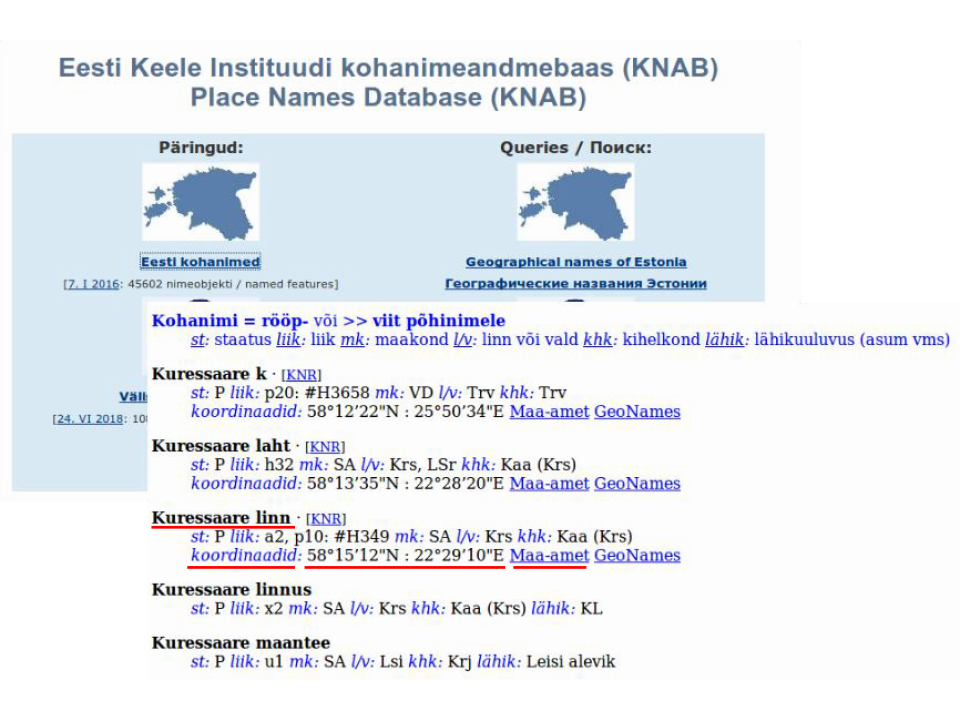 Eesti Keele Instituudi kohanimeandmebaas (KNAB)
Place Names Database (KNAB)
Päringud:
Queries / Поиск:
Eesti kohanimed
[7. I 2016: 45602 nimeobjekti / named features]
Geographical names of Estonia
Географические названия Эстонии
[24. VI 2018:
Kohanimi = rööp- või >> viit põhinimele
st: staatus liik: liik mk: maakond l/v: linn või vald khk: kihelkond lähik: lähikuuluvus (asum vms)
Kuressaare k · [KNR]
st: P liik: p20: #H3658 mk: VD l/v: Trv khk: Trv
koordinaadid: 58°12’22"N : 25°50’34"E Maa-amet GeoNames
Kuressaare laht · [KNR]
st: P liik: h32 mk: SA l/v: Krs, LSr khk: Kaa (Krs)
koordinaadid: 58°13’35"N : 22°28’20"E Maa-amet GeoNames
Kuressaare linn · [KNR]
st: P liik: a2, p10: #H349 mk: SA l/v: Krs khk: Kaa (Krs)
koordinaadid: 58°15’12"N : 22°29’10"E Maa-amet GeoNames
Kuressaare linnus
st: P liik: x2 mk: SA l/v: Krs khk: Kaa (Krs) lähik: KL
Kuressaare maantee
st: P liik: u1 mk: SA l/v: Lsi khk: Krj lähik: Leisi alevik